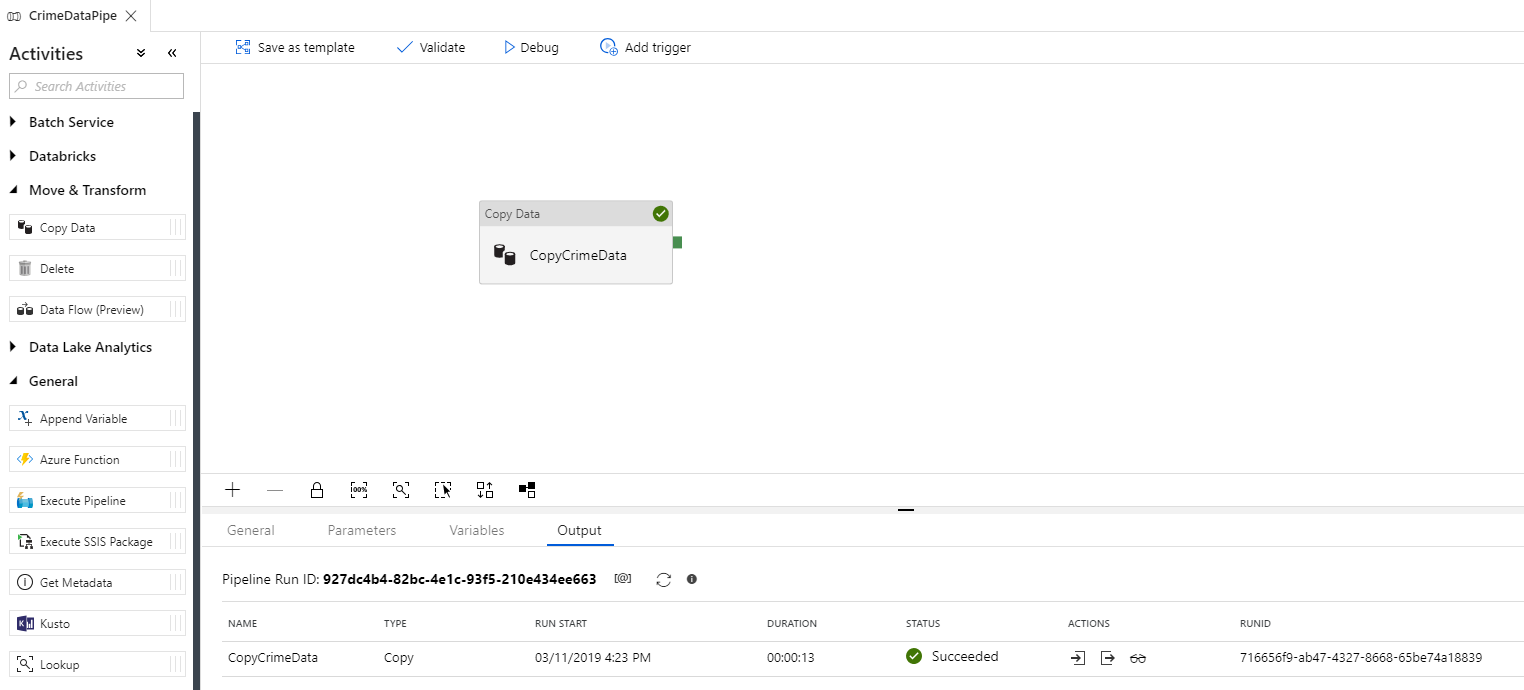 CrimeDataPipe
Activities
Search Activities
Batch Service
Databricks
Move & Transform
Copy Data
Delete
Data Flow (Preview)
Data Lake Analytics
General
Append Variable
Azure Function
Execute Pipeline
Execute SSIS Package
Get Metadata
Kusto
Lookup
Save as template Validate Debug Add trigger
Copy Data
CopyCrimeData
100%
General Parameters Variables Output
Pipeline Run ID: 927dc4b4-82bc-4e1c-93f5-210e434ee663 [@]
NAME TYPE RUN START DURATION STATUS ACTIONS RUNID
CopyCrimeData Copy 03/11/2019 4:23 PM 00:00:13 Succeeded 716656f9-ab47-4327-8668-65be74a18839